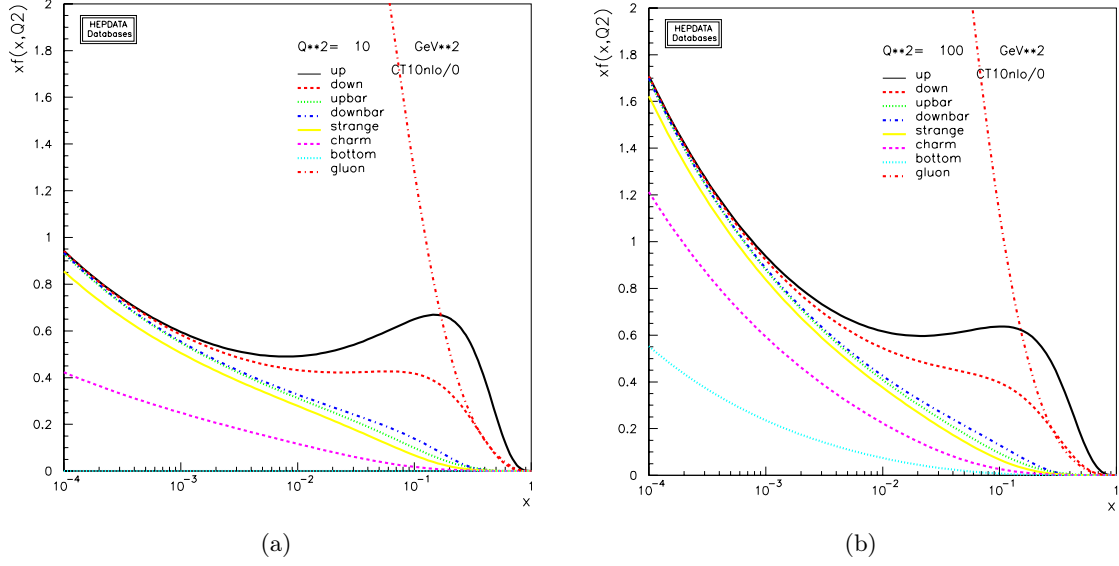 HEPDATA
Databases
Q**2= 10 GeV**2
CT10nlo/0
up
down
upbar
downbar
strange
charm
bottom
gluon
xf(x,Q2)
2
1.8
1.6
1.4
1.2
1
0.8
0.6
0.4
0.2
0
10⁻⁴ 10⁻³ 10⁻² 10⁻¹ 1
x
(a)
HEPDATA
Databases
Q**2= 100 GeV**2
CT10nlo/0
up
down
upbar
downbar
strange
charm
bottom
gluon
xf(x,Q2)
2
1.8
1.6
1.4
1.2
1
0.8
0.6
0.4
0.2
0
10⁻⁴ 10⁻³ 10⁻² 10⁻¹ 1
x
(b)